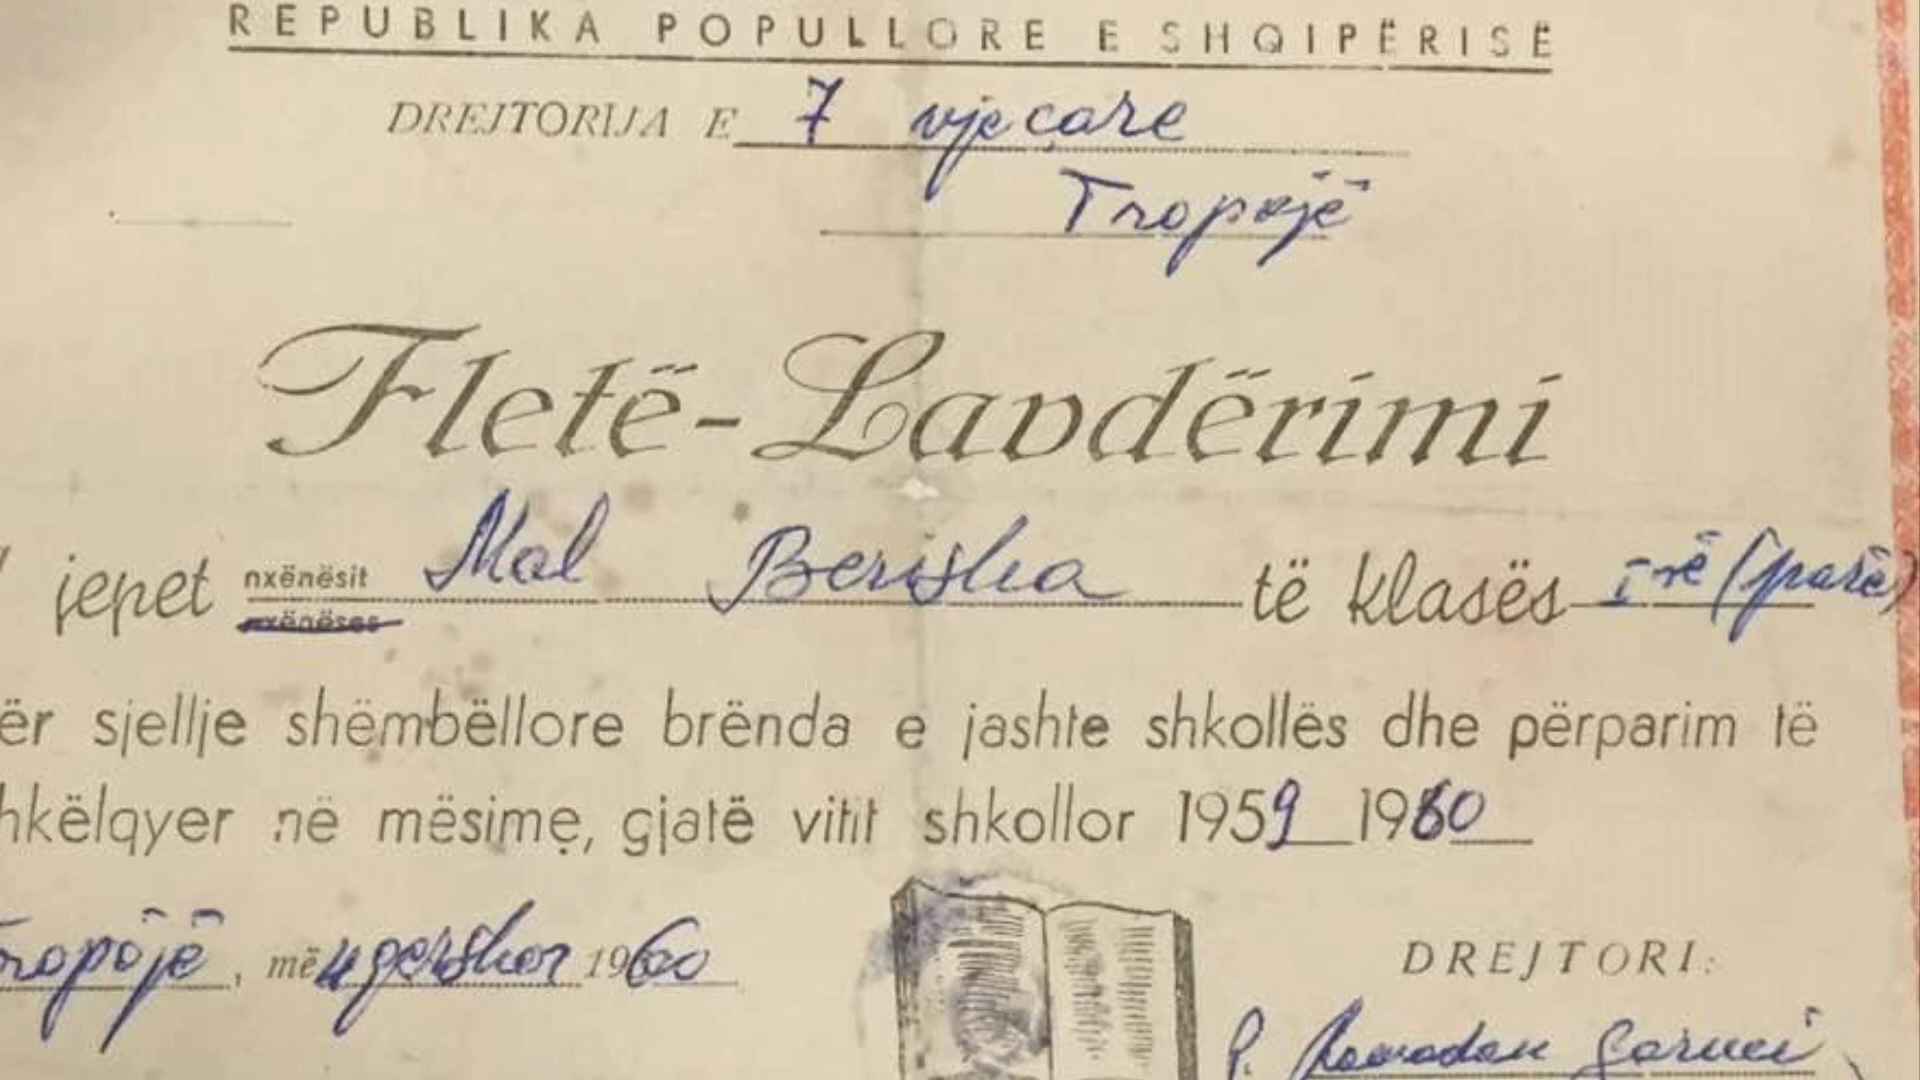 REPUBLIKA POPULLORE E SHQIPËRISË
DREJTORIJA E 7 vjeçare
Tropojë
Fletë-Lavdërimi
jepet nxënësit Mal Berisha të klasës I rë (parë)
nxënëses
ër sjellje shëmbëllore brënda e jashte shkollës dhe përparim të
hkëlqyer në mësime, gjatë vitit shkollor 1959 1960
ropojë, më qershor 1960
DREJTORI:
Ramadan